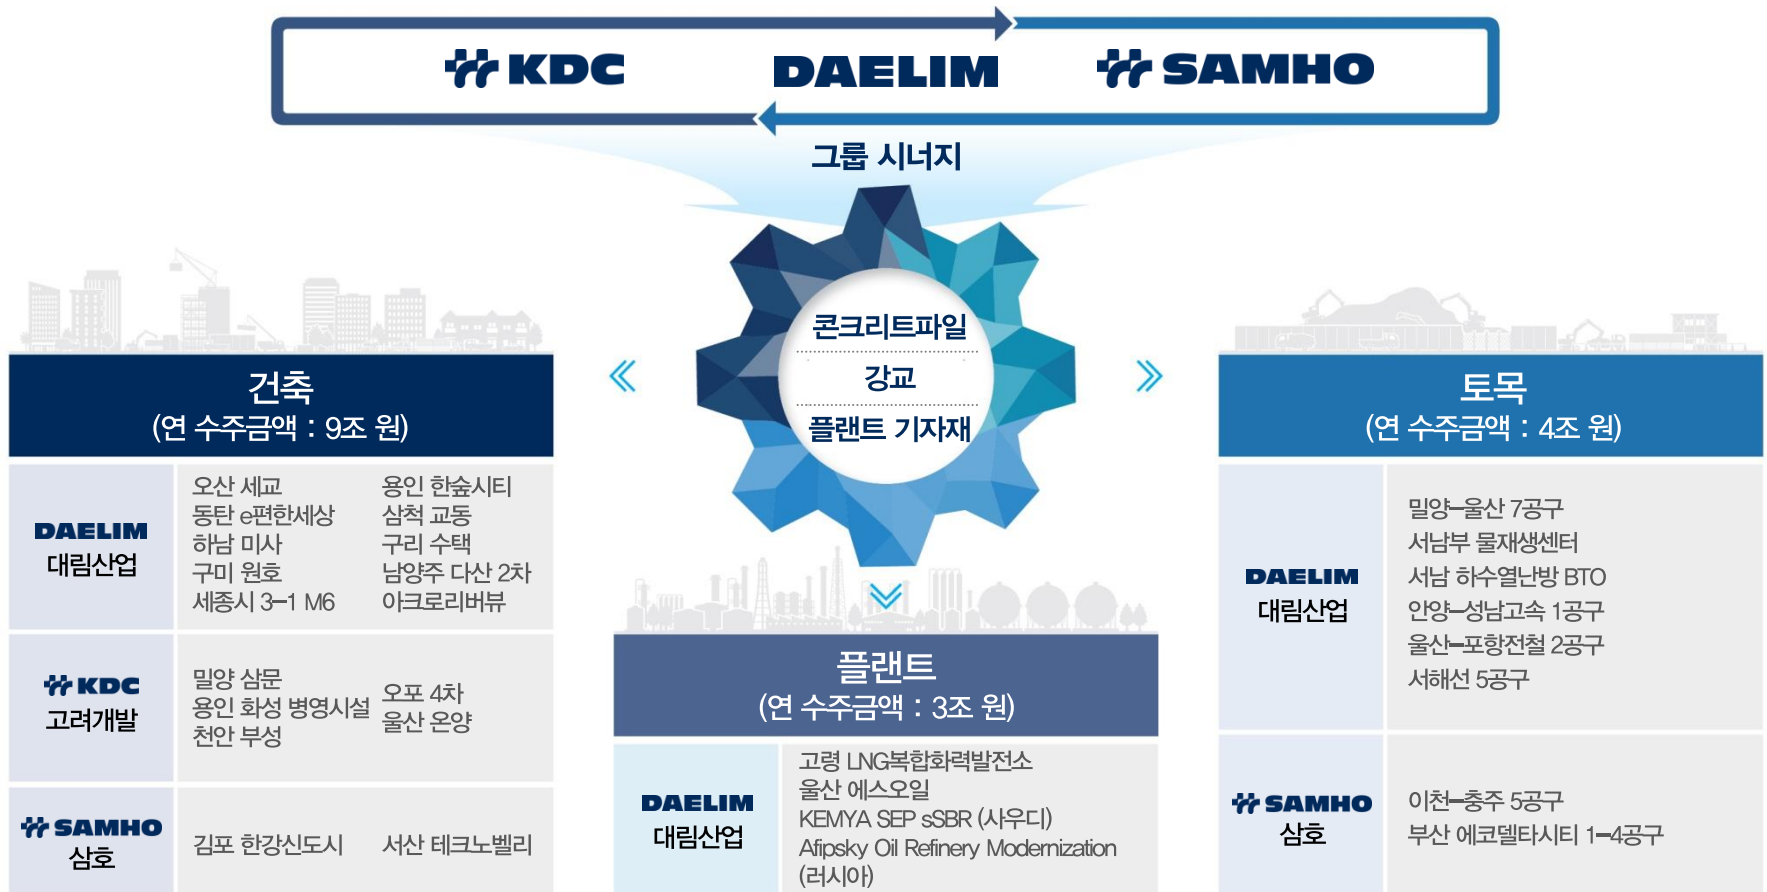 KDC DAELIM SAMHO
그룹 시너지
콘크리트파일
강교
플랜트 기자재
건축
(연 수주금액 : 9조 원)
DAELIM
대림산업
오산 세교 용인 한숲시티
동탄 e편한세상 삼척 교동
하남 미사 구리 수택
구미 원호 남양주 다산 2차
세종시 3-1 M6 아크로리버뷰
KDC
고려개발
밀양 삼문
용인 화성 병영시설
천안 부성
오포 4차
울산 온양
SAMHO
삼호
김포 한강신도시 서산 테크노벨리
플랜트
(연 수주금액 : 3조 원)
DAELIM
대림산업
고령 LNG복합화력발전소
울산 에스오일
KEMYA SEP sSBR (사우디)
Afipsky Oil Refinery Modernization
(러시아)
토목
(연 수주금액 : 4조 원)
DAELIM
대림산업
밀양-울산 7공구
서남부 물재생센터
서남 하수열난방 BTO
안양-성남고속 1공구
울산-포항전철 2공구
서해선 5공구
SAMHO
삼호
이천-충주 5공구
부산 에코델타시티 1-4공구